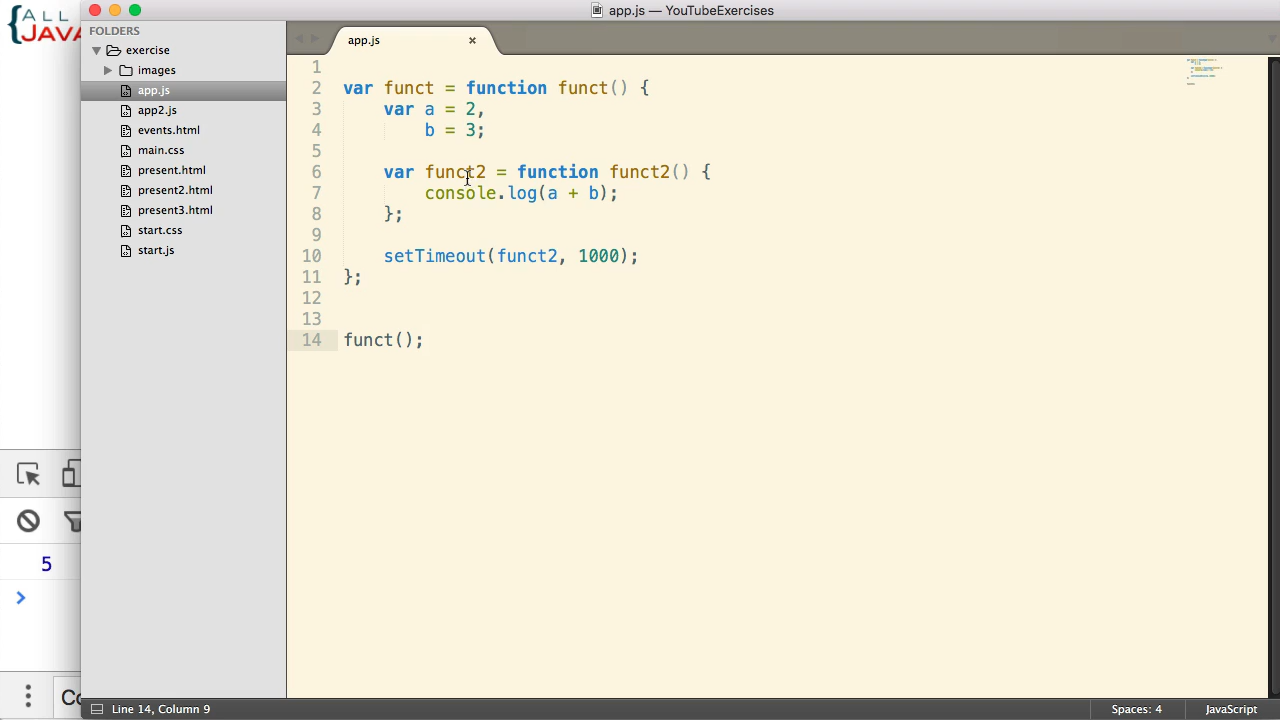 {ALL
JAVA
app.js — YouTubeExercises
FOLDERS
exercise
images
app.js
app2.js
events.html
main.css
present.html
present2.html
present3.html
start.css
start.js
app.js ×
1
2 var funct = function funct() {
3     var a = 2,
4         b = 3;
5
6     var funct2 = function funct2() {
7         console.log(a + b);
8     };
9
10     setTimeout(funct2, 1000);
11 };
12
13
14 funct();
5
>
Line 14, Column 9
Spaces: 4
JavaScript